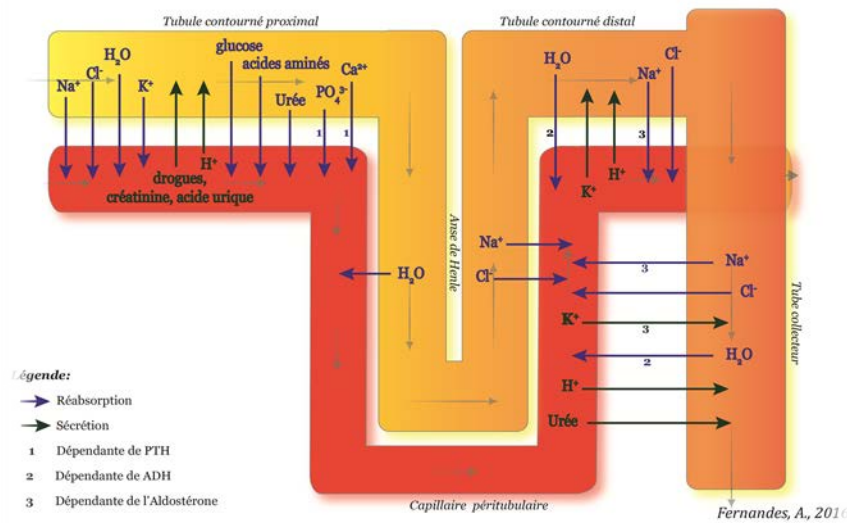 Tubule contourné proximal
Tubule contourné distal
Na⁺
Cl⁻
H₂O
K⁺
glucose
acides aminés
Urée
PO₄³⁻
Ca²⁺
1
1
H⁺
drogues,
créatinine, acide urique
H₂O
Na⁺
Cl⁻
2
3
K⁺
H⁺
Anse de Henle
H₂O
Na⁺
Cl⁻
Na⁺
3
Cl⁻
K⁺
3
H₂O
2
H⁺
Urée
Tube collecteur
Légende:
Réabsorption
Sécrétion
1 Dépendante de PTH
2 Dépendante de ADH
3 Dépendante de l'Aldostérone
Capillaire péritubulaire
Fernandes, A., 2016